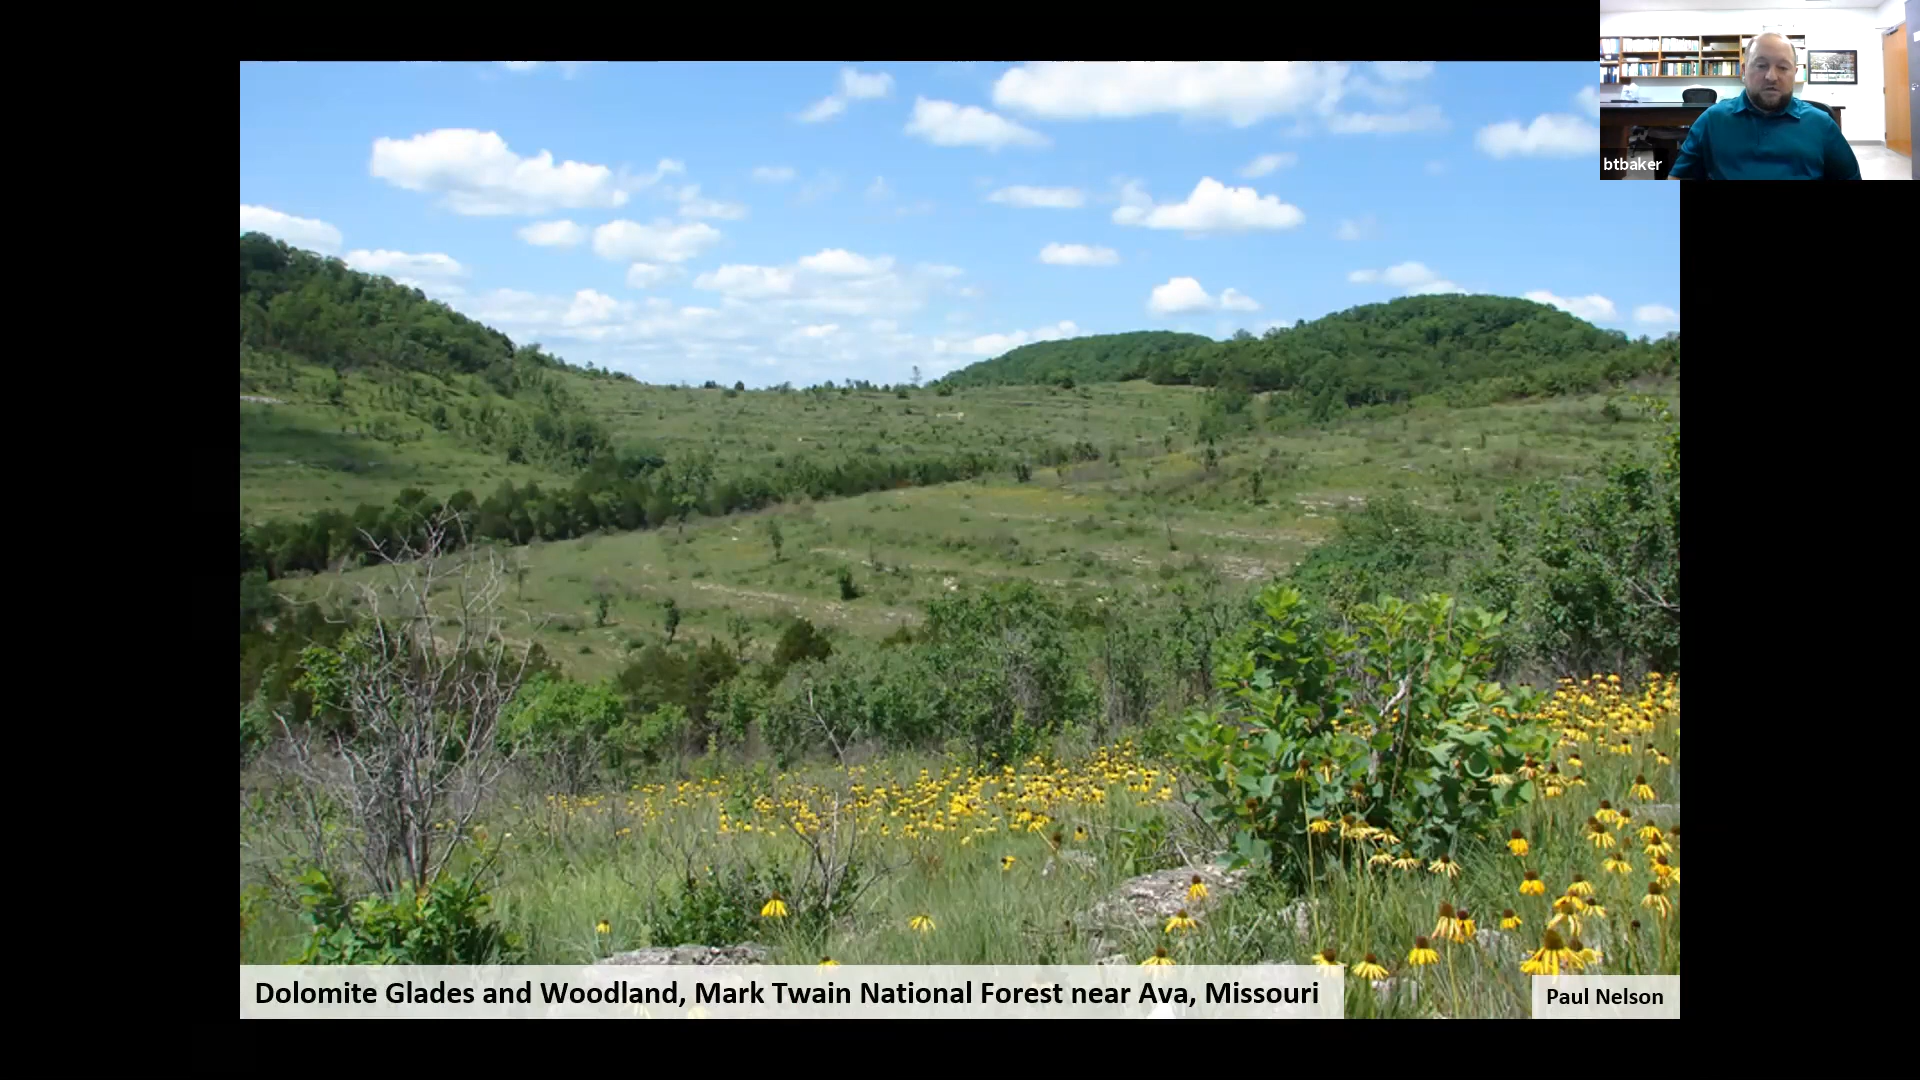 btbaker
Dolomite Glades and Woodland, Mark Twain National Forest near Ava, Missouri
Paul Nelson